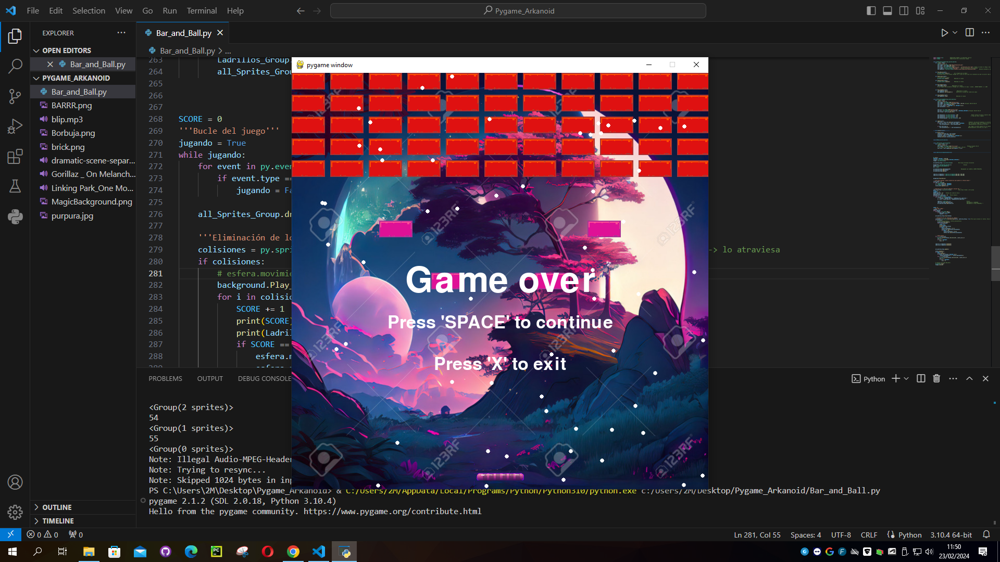 File Edit Selection View Go Run Terminal Help
Pygame_Arkanoid
EXPLORER
OPEN EDITORS
Bar_and_Ball.py
PYGAME_ARKANOID
Bar_and_Ball.py
BARRR.png
blip.mp3
Borbuja.png
brick.png
dramatic-scene-separ...
Gorillaz _ On Melanch...
Linking Park_One Mo...
MagicBackground.png
purpura.jpg
OUTLINE
TIMELINE
Bar_and_Ball.py
Bar_and_Ball.py > ...
263 Ladrillos_Group.
264 all_Sprites_Grou
265
266
267
268 SCORE = 0
269 '''Bucle del juego'''
270 jugando = True
271 while jugando:
272 for event in py.even
273 if event.type ==
274 jugando = Fa
275
276 all_Sprites_Group.dr
277
278 '''Eliminación de lo
279 colisiones = py.spri -> lo atraviesa
280 if colisiones:
281 # esfera.movimie
282 background.Play_
283 for i in colisio
284 SCORE += 1
285 print(SCORE)
286 print(Ladril
287 if SCORE ==
288 esfera.m
pygame window
Game over
Press 'SPACE' to continue
Press 'X' to exit
123RF
123RF
123RF
123RF
123RF
123RF
123RF
123RF
123RF
PROBLEMS OUTPUT DEBUG CONSOLE
Python
<Group(2 sprites)>
54
<Group(1 sprites)>
55
<Group(0 sprites)>
Note: Illegal Audio-MPEG-Header
Note: Trying to resync...
Note: Skipped 1024 bytes in inp
PS C:\Users\2M\Desktop\Pygame_Arkanoid> & C:/Users/2M/AppData/Local/Programs/Python/Python310/python.exe c:/Users/2M/Desktop/Pygame_Arkanoid/Bar_and_Ball.py
pygame 2.1.2 (SDL 2.0.18, Python 3.10.4)
Hello from the pygame community. https://www.pygame.org/contribute.html
0 0 0
Ln 281, Col 55 Spaces: 4 UTF-8 CRLF Python 3.10.4 64-bit
PC
11:50
23/02/2024